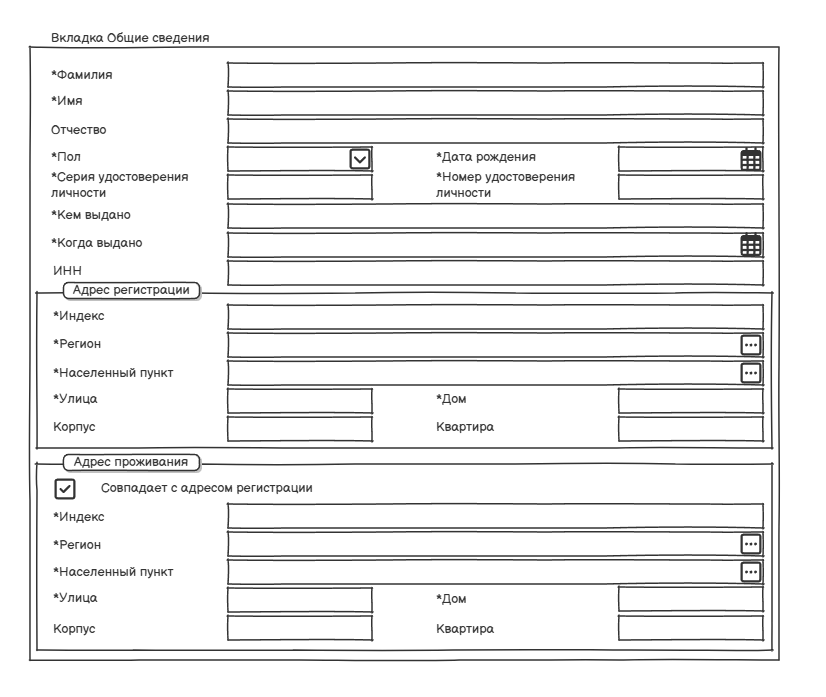 Вкладка Общие сведения
*Фамилия
*Имя
Отчество
*Пол
*Дата рождения
*Серия удостоверения
личности
*Номер удостоверения
личности
*Кем выдано
*Когда выдано
ИНН
Адрес регистрации
*Индекс
*Регион
*Населенный пункт
*Улица
*Дом
Корпус
Квартира
Адрес проживания
Совпадает с адресом регистрации
*Индекс
*Регион
*Населенный пункт
*Улица
*Дом
Корпус
Квартира